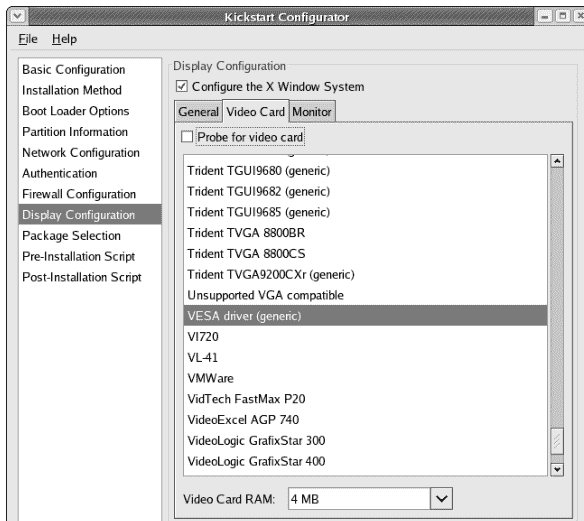 Kickstart Configurator
File Help
Basic Configuration
Installation Method
Boot Loader Options
Partition Information
Network Configuration
Authentication
Firewall Configuration
Display Configuration
Package Selection
Pre-Installation Script
Post-Installation Script
Display Configuration
Configure the X Window System
General Video Card Monitor
Probe for video card
Trident TGUI9680 (generic)
Trident TGUI9682 (generic)
Trident TGUI9685 (generic)
Trident TVGA 8800BR
Trident TVGA 8800CS
Trident TVGA9200CXr (generic)
Unsupported VGA compatible
VESA driver (generic)
VI720
VL-41
VMWare
VidTech FastMax P20
VideoExcel AGP 740
VideoLogic GrafixStar 300
VideoLogic GrafixStar 400
Video Card RAM: 4 MB